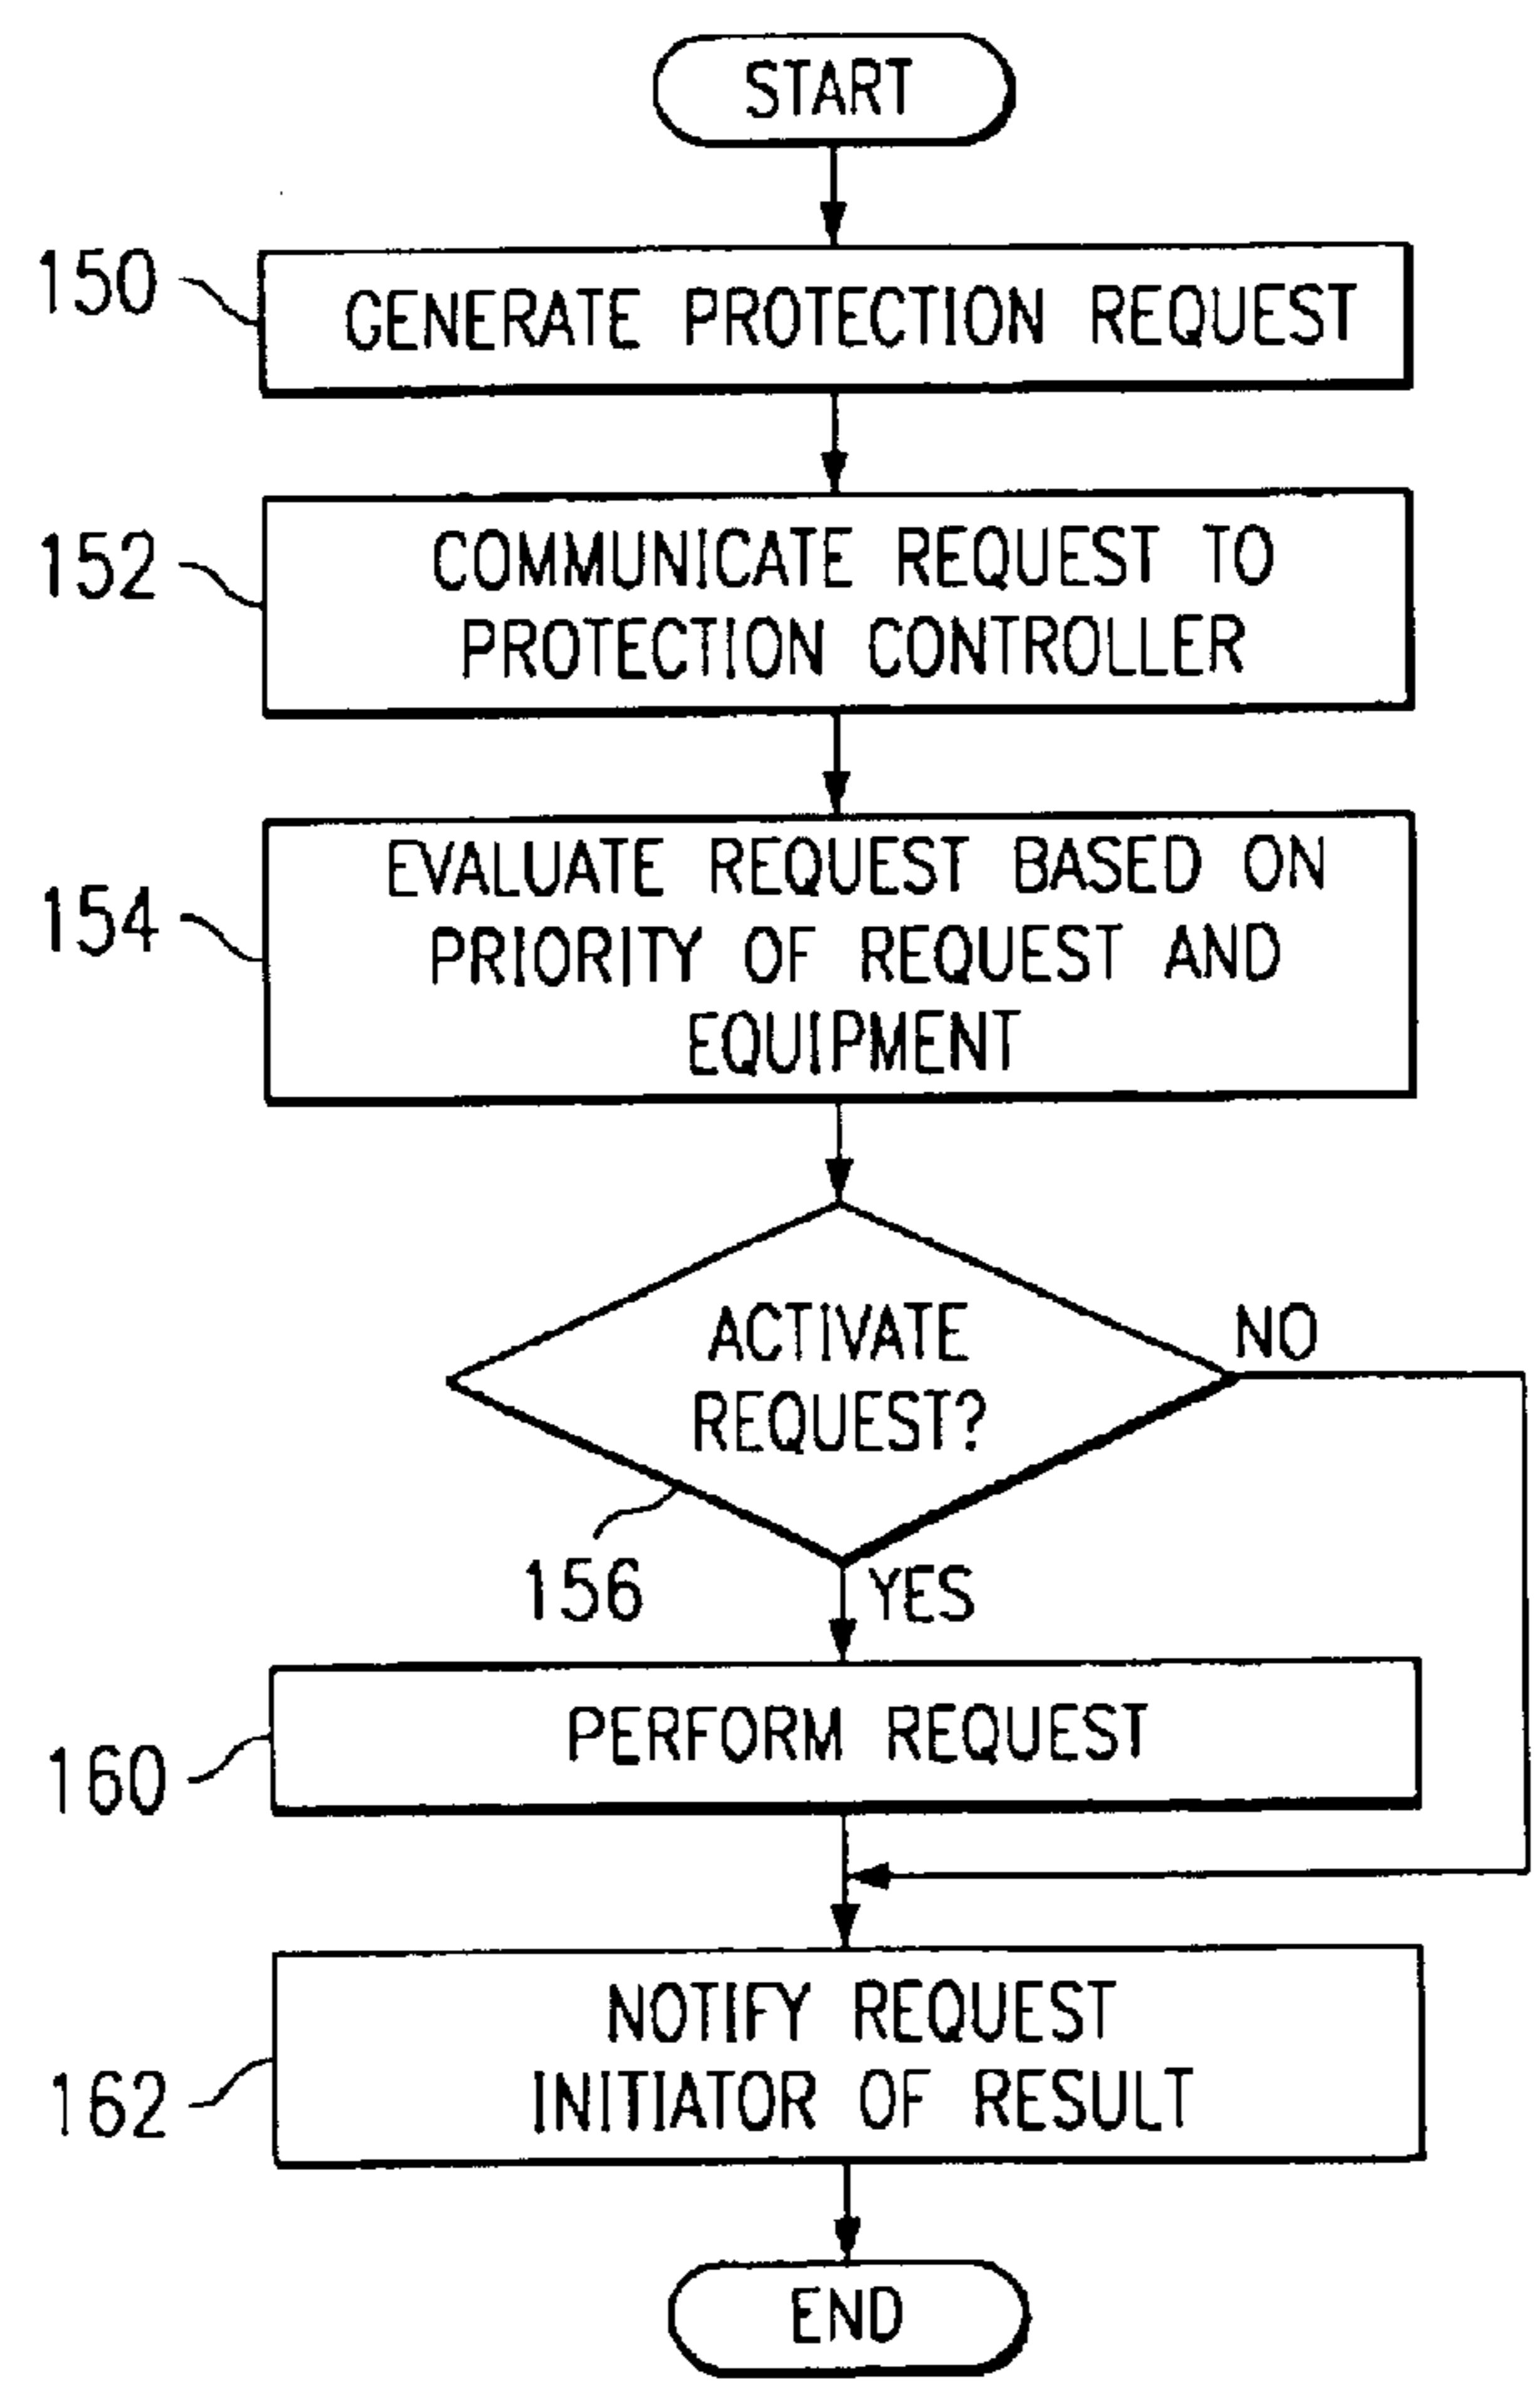 START
150
GENERATE PROTECTION REQUEST
152
COMMUNICATE REQUEST TO
PROTECTION CONTROLLER
154
EVALUATE REQUEST BASED ON
PRIORITY OF REQUEST AND
EQUIPMENT
ACTIVATE
REQUEST?
NO
156
YES
160
PERFORM REQUEST
162
NOTIFY REQUEST
INITIATOR OF RESULT
END